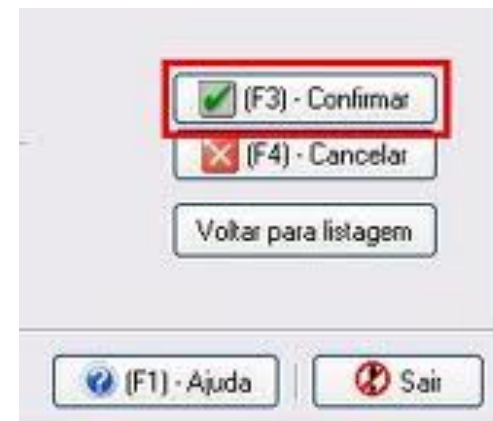 (F3) - Confirmar
(F4) - Cancelar
Voltar para listagem
(F1) - Ajuda
Sair